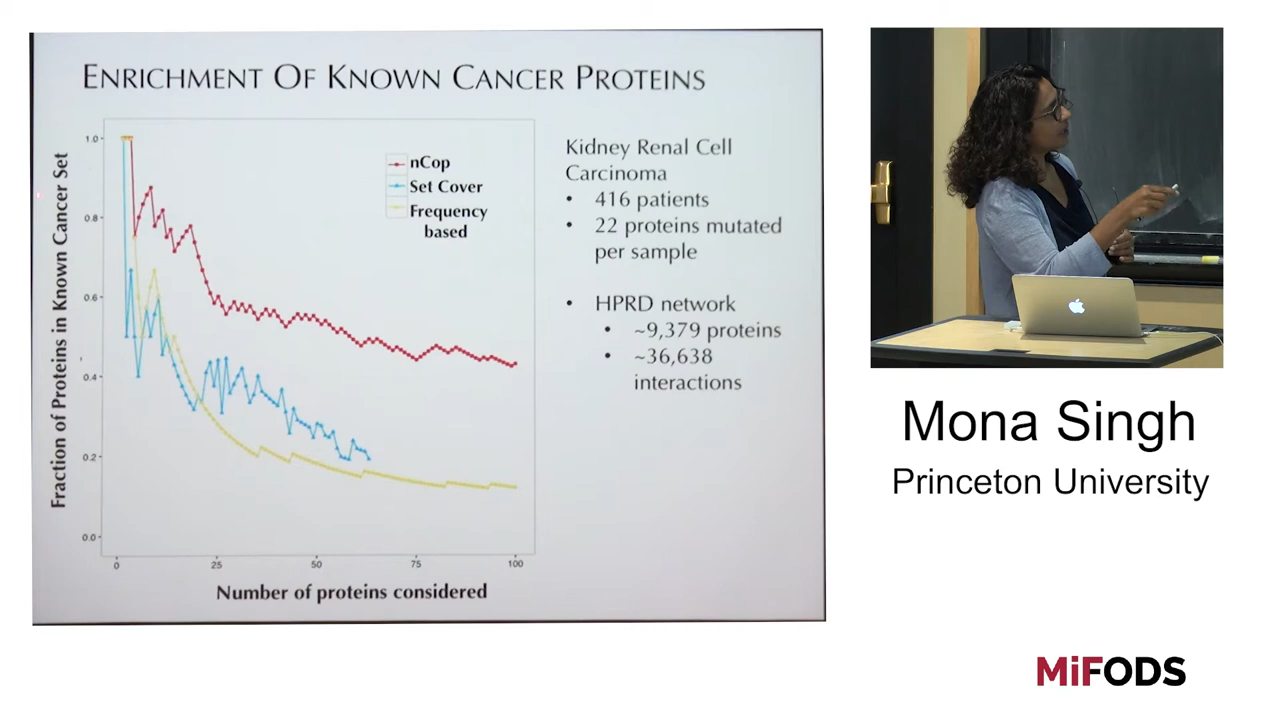 ENRICHMENT OF KNOWN CANCER PROTEINS
Fraction of Proteins in Known Cancer Set
1.0
0.8
0.6
0.4
0.2
0.0
nCop
Set Cover
Frequency
based
0
25
50
75
100
Number of proteins considered
Kidney Renal Cell
Carcinoma
• 416 patients
• 22 proteins mutated
per sample
• HPRD network
• ~9,379 proteins
• ~36,638
interactions
Mona Singh
Princeton University
MiFODS